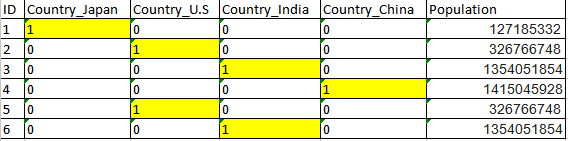 ID Country_Japan Country_U.S Country_India Country_China Population
1 1 0 0 0 127185332
2 0 1 0 0 326766748
3 0 0 1 0 1354051854
4 0 0 0 1 1415045928
5 0 1 0 0 326766748
6 0 0 1 0 1354051854